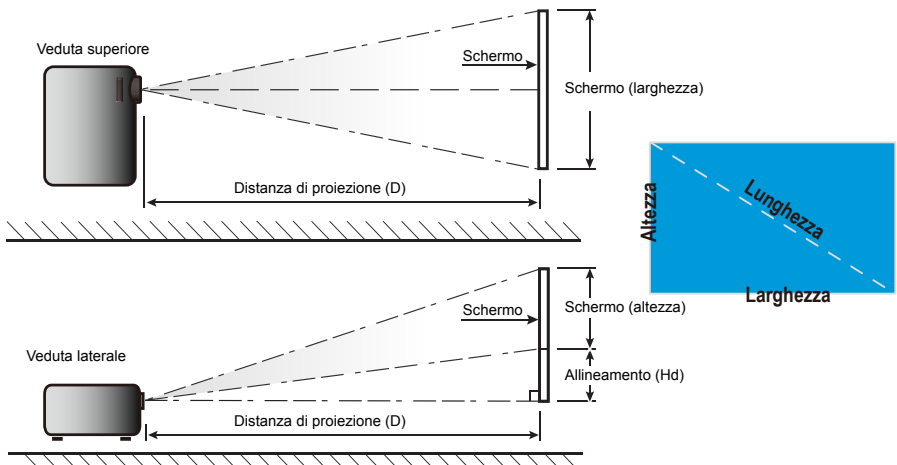 Veduta superiore
Schermo
Schermo (larghezza)
Distanza di proiezione (D)
Altezza
Lunghezza
Larghezza
Schermo
Schermo (altezza)
Veduta laterale
Allineamento (Hd)
Distanza di proiezione (D)